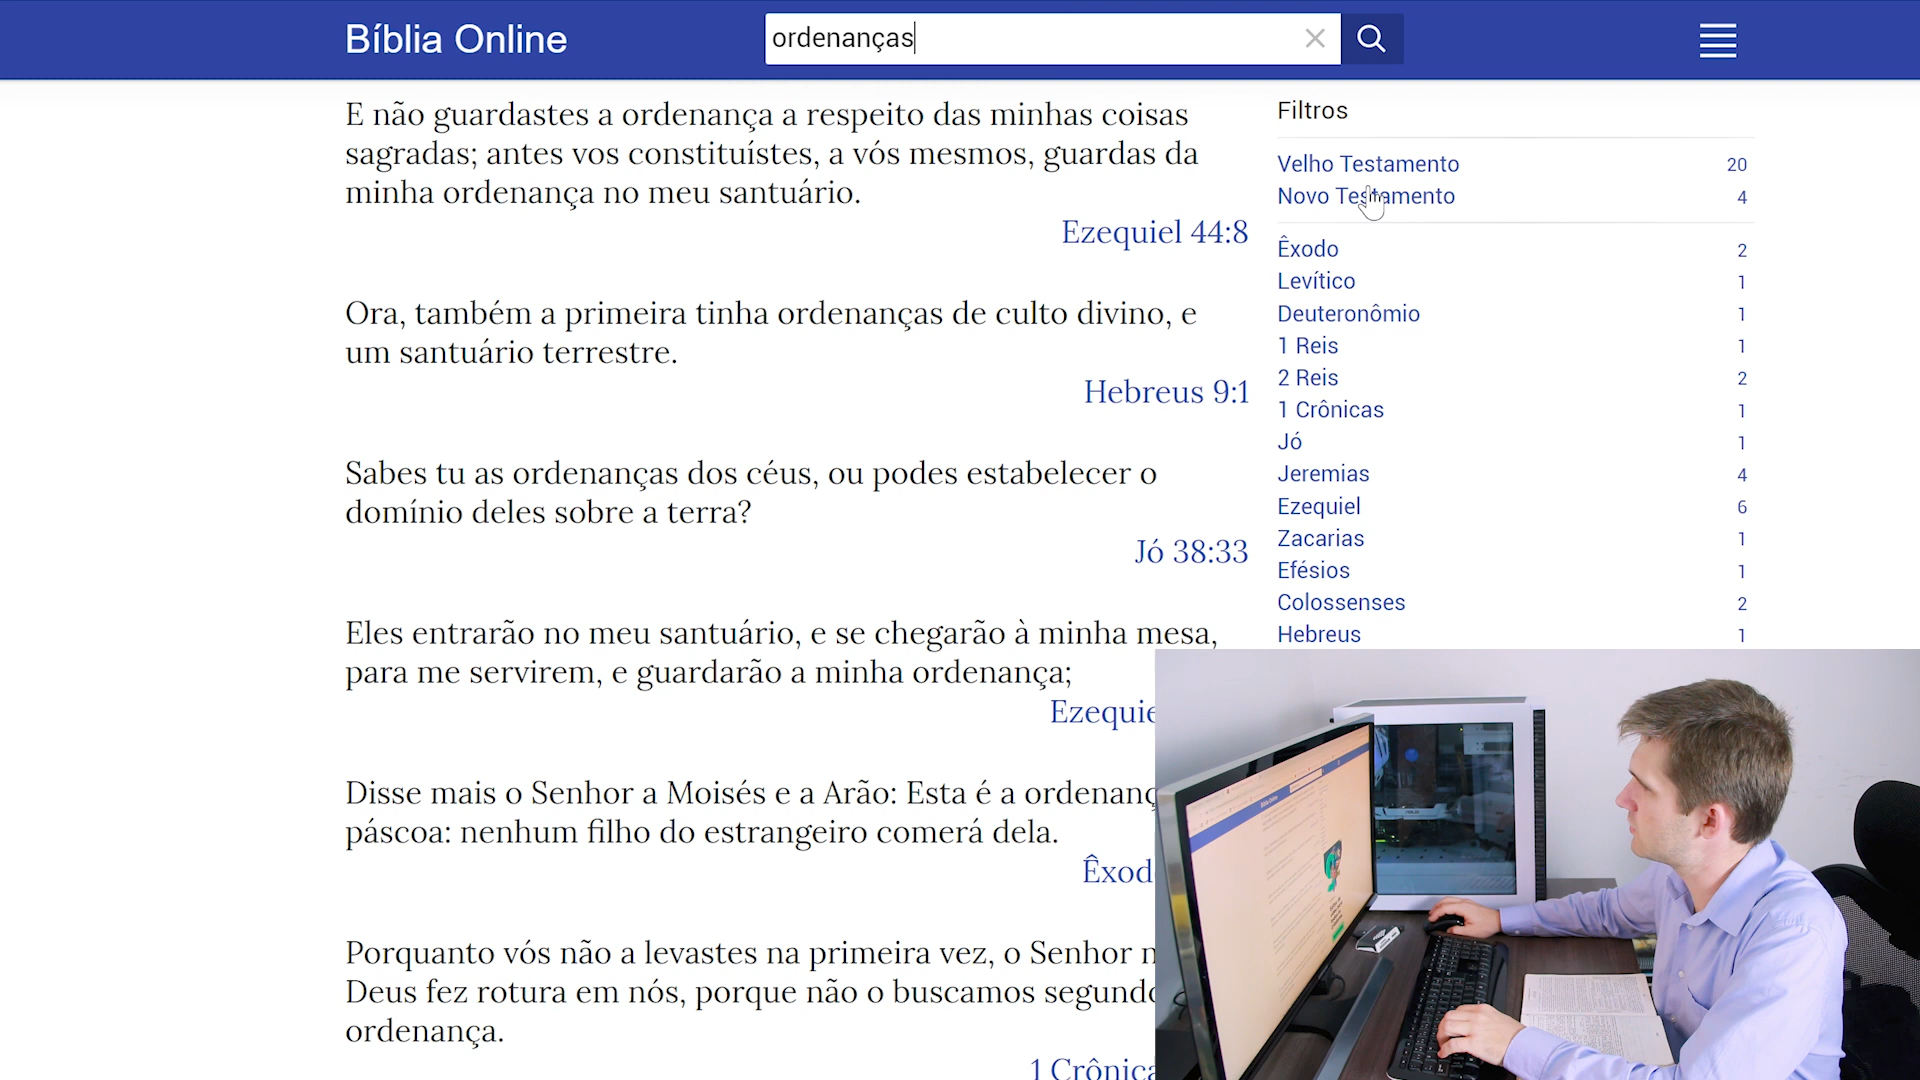 Bíblia Online
ordenanças
E não guardastes a ordenança a respeito das minhas coisas
sagradas; antes vos constituístes, a vós mesmos, guardas da
minha ordenança no meu santuário.
Ezequiel 44:8
Ora, também a primeira tinha ordenanças de culto divino, e
um santuário terrestre.
Hebreus 9:1
Sabes tu as ordenanças dos céus, ou podes estabelecer o
domínio deles sobre a terra?
Jó 38:33
Eles entrarão no meu santuário, e se chegarão à minha mesa,
para me servirem, e guardarão a minha ordenança;
Disse mais o Senhor a Moisés e a Arão: Esta é a
páscoa: nenhum filho do estrangeiro comerá dela.
Porquanto vós não a levastes na primeira vez, o Senhor
Deus fez rotura em nós, porque não o buscamos
ordenança.
Filtros
Velho Testamento 20
Novo Testamento 4
Êxodo 2
Levítico 1
Deuteronômio 1
1 Reis 1
2 Reis 2
1 Crônicas 1
Jó 1
Jeremias 4
Ezequiel 6
Zacarias 1
Efésios 1
Colossenses 2
Hebreus 1